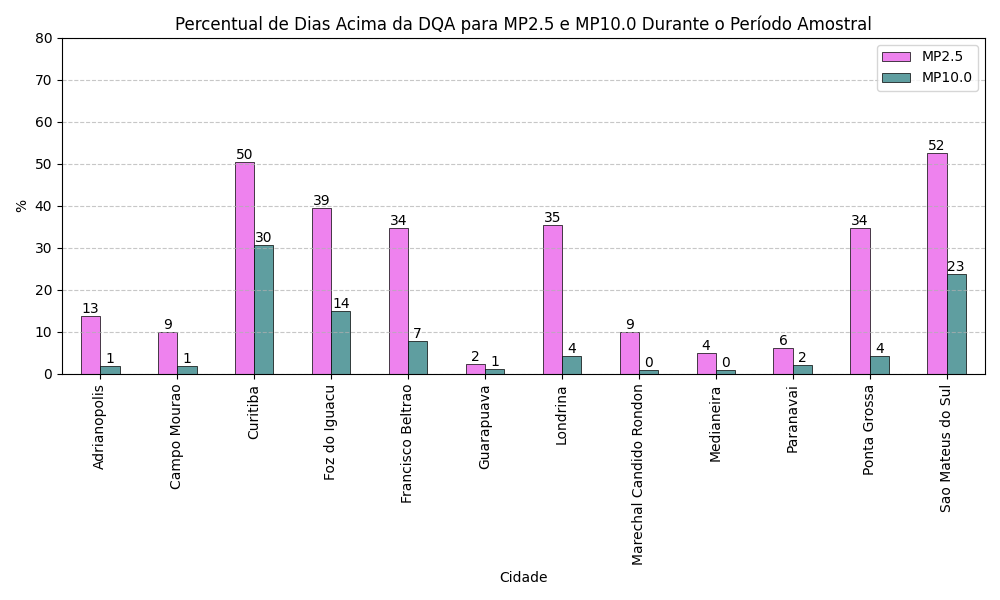 Percentual de Dias Acima da DQA para MP2.5 e MP10.0 Durante o Período Amostral
MP2.5
MP10.0
80
70
60
50
40
30
20
10
0
%
13
1
9
1
50
30
39
14
34
7
2
1
35
4
9
0
4
0
6
2
34
4
52
23
Adrianopolis
Campo Mourao
Curitiba
Foz do Iguacu
Francisco Beltrao
Guarapuava
Londrina
Marechal Candido Rondon
Medianeira
Paranavai
Ponta Grossa
Sao Mateus do Sul
Cidade